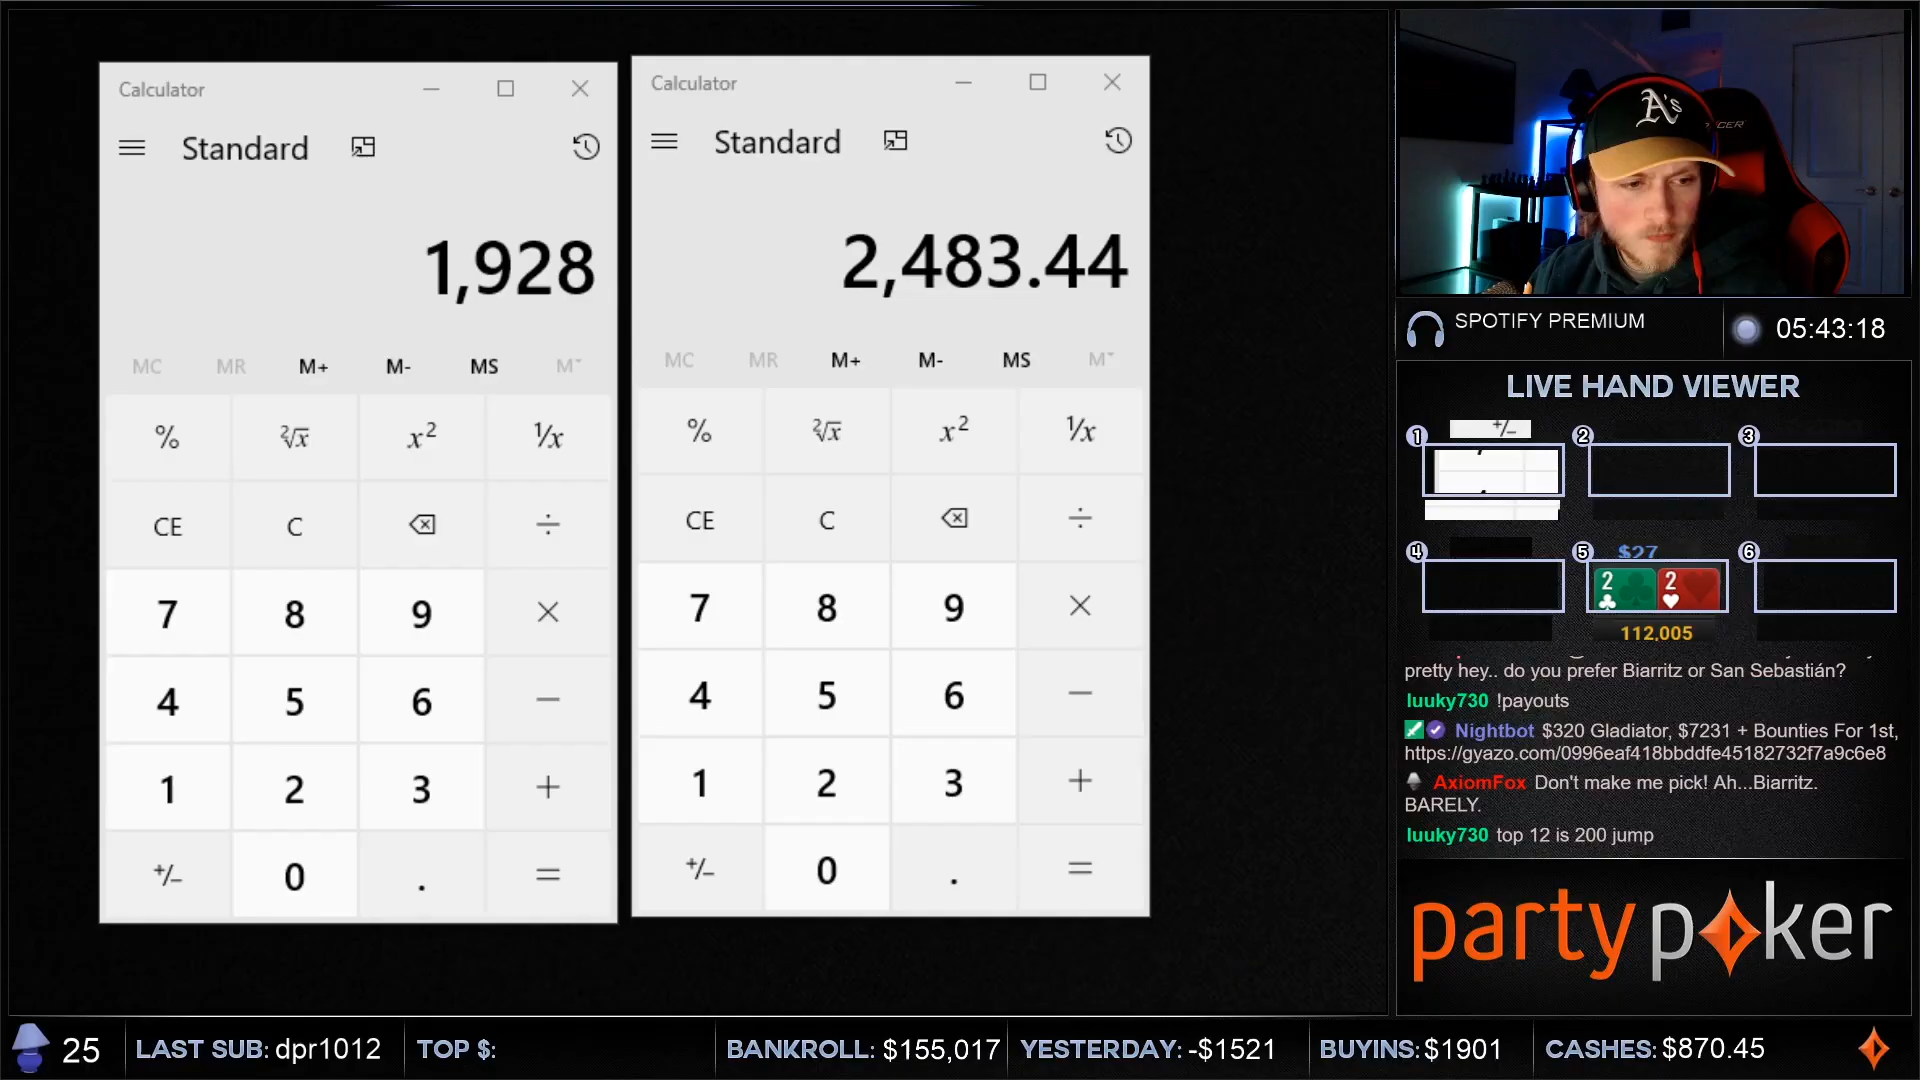 Calculator
Standard
1,928
MC MR M+ M- MS M
% ²√x x² ¹/x
CE C ÷
7 8 9 ×
4 5 6 −
1 2 3 +
+/− 0 . =
Calculator
Standard
2,483.44
MC MR M+ M- MS M
% ²√x x² ¹/x
CE C ÷
7 8 9 ×
4 5 6 −
1 2 3 +
+/− 0 . =
A's
SPOTIFY PREMIUM
05:43:18
LIVE HAND VIEWER
1 +/− 2 3
4 5 $27 6
2 2
112,005
pretty hey.. do you prefer Biarritz or San Sebastián?
luuky730 !payouts
Nightbot $320 Gladiator, $7231 + Bounties For 1st,
https://gyazo.com/0996eaf418bbddfe45182732f7a9c6e8
AxiomFox Don't make me pick! Ah...Biarritz.
BARELY.
luuky730 top 12 is 200 jump
partypoker
25 LAST SUB: dpr1012 TOP $: BANKROLL: $155,017 YESTERDAY: -$1521 BUYINS: $1901 CASHES: $870.45